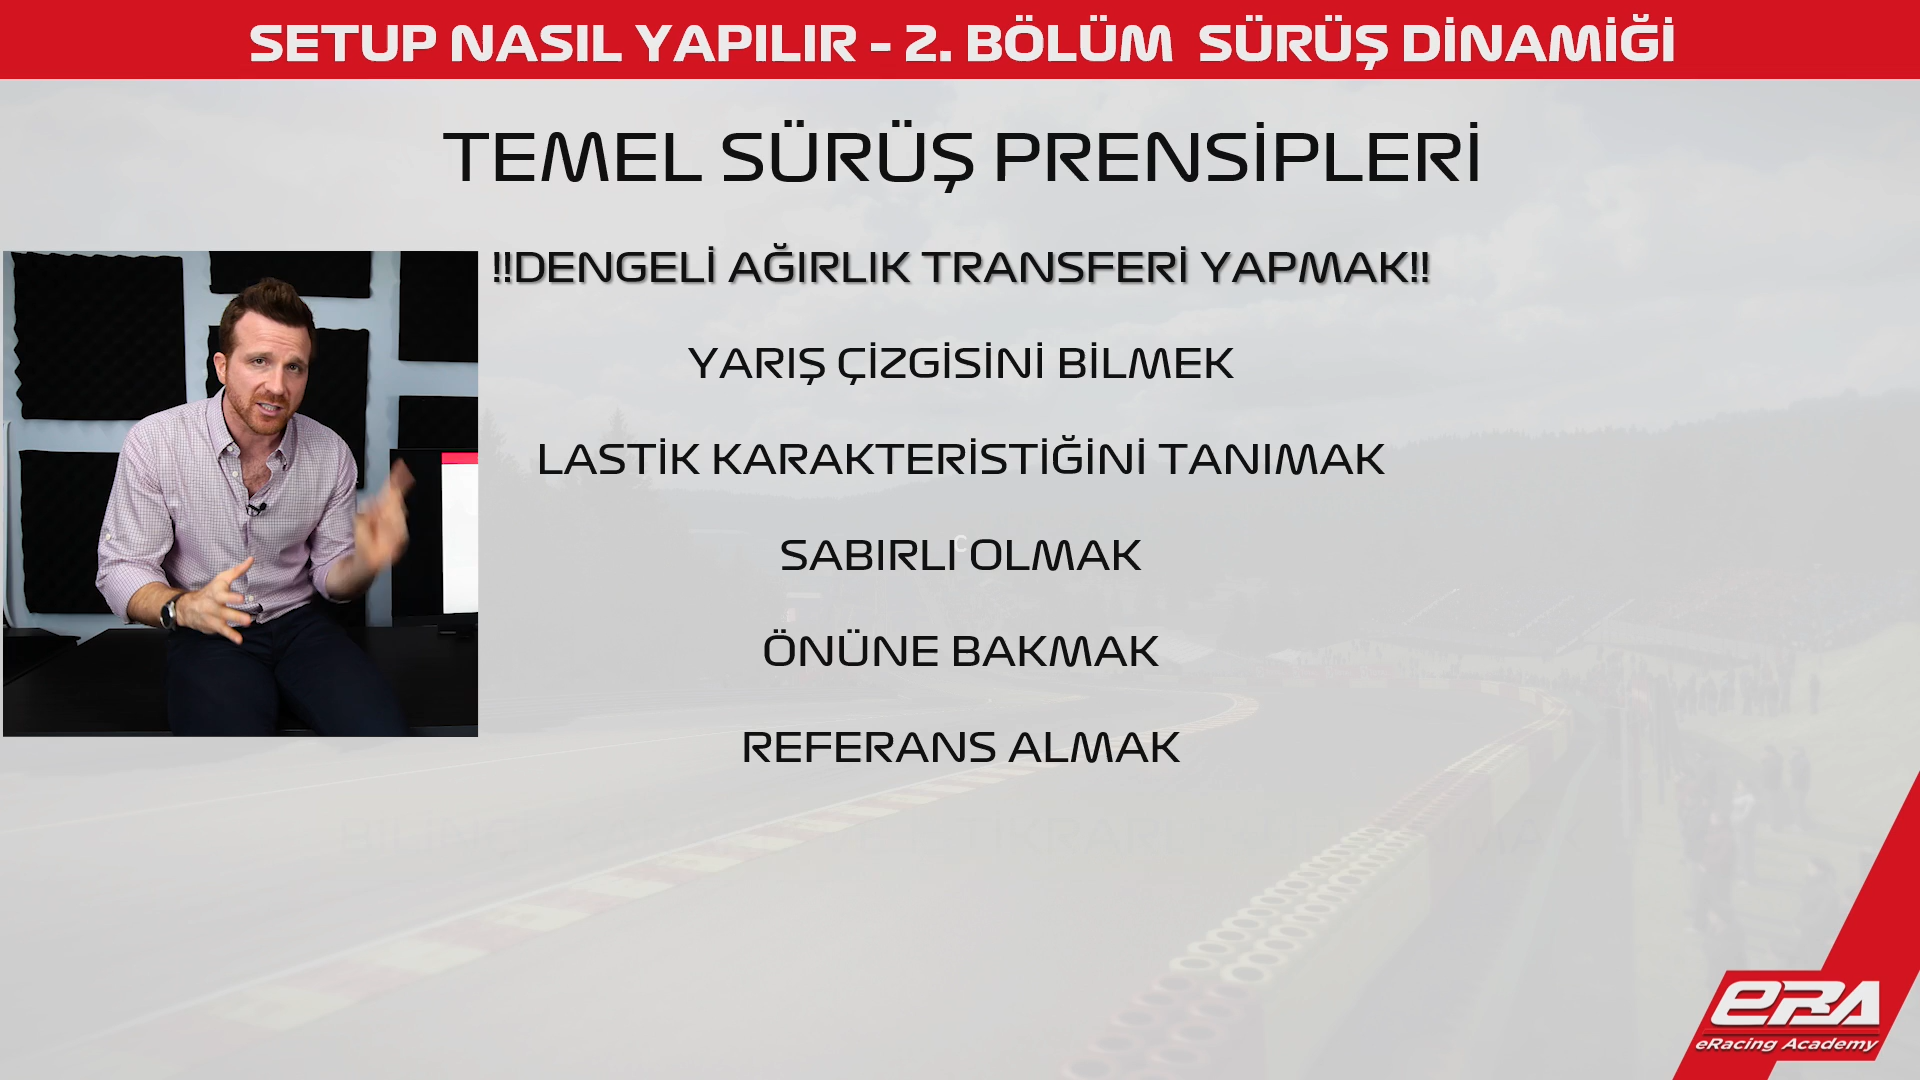 SETUP NASIL YAPILIR - 2. BÖLÜM SÜRÜŞ DİNAMİĞİ
TEMEL SÜRÜŞ PRENSİPLERİ
!!DENGELİ AĞIRLIK TRANSFERİ YAPMAK!!
YARIŞ ÇİZGİSİNİ BİLMEK
LASTİK KARAKTERİSTİĞİNİ TANIMAK
SABIRLI OLMAK
ÖNÜNE BAKMAK
REFERANS ALMAK
eRA
eRacing Academy